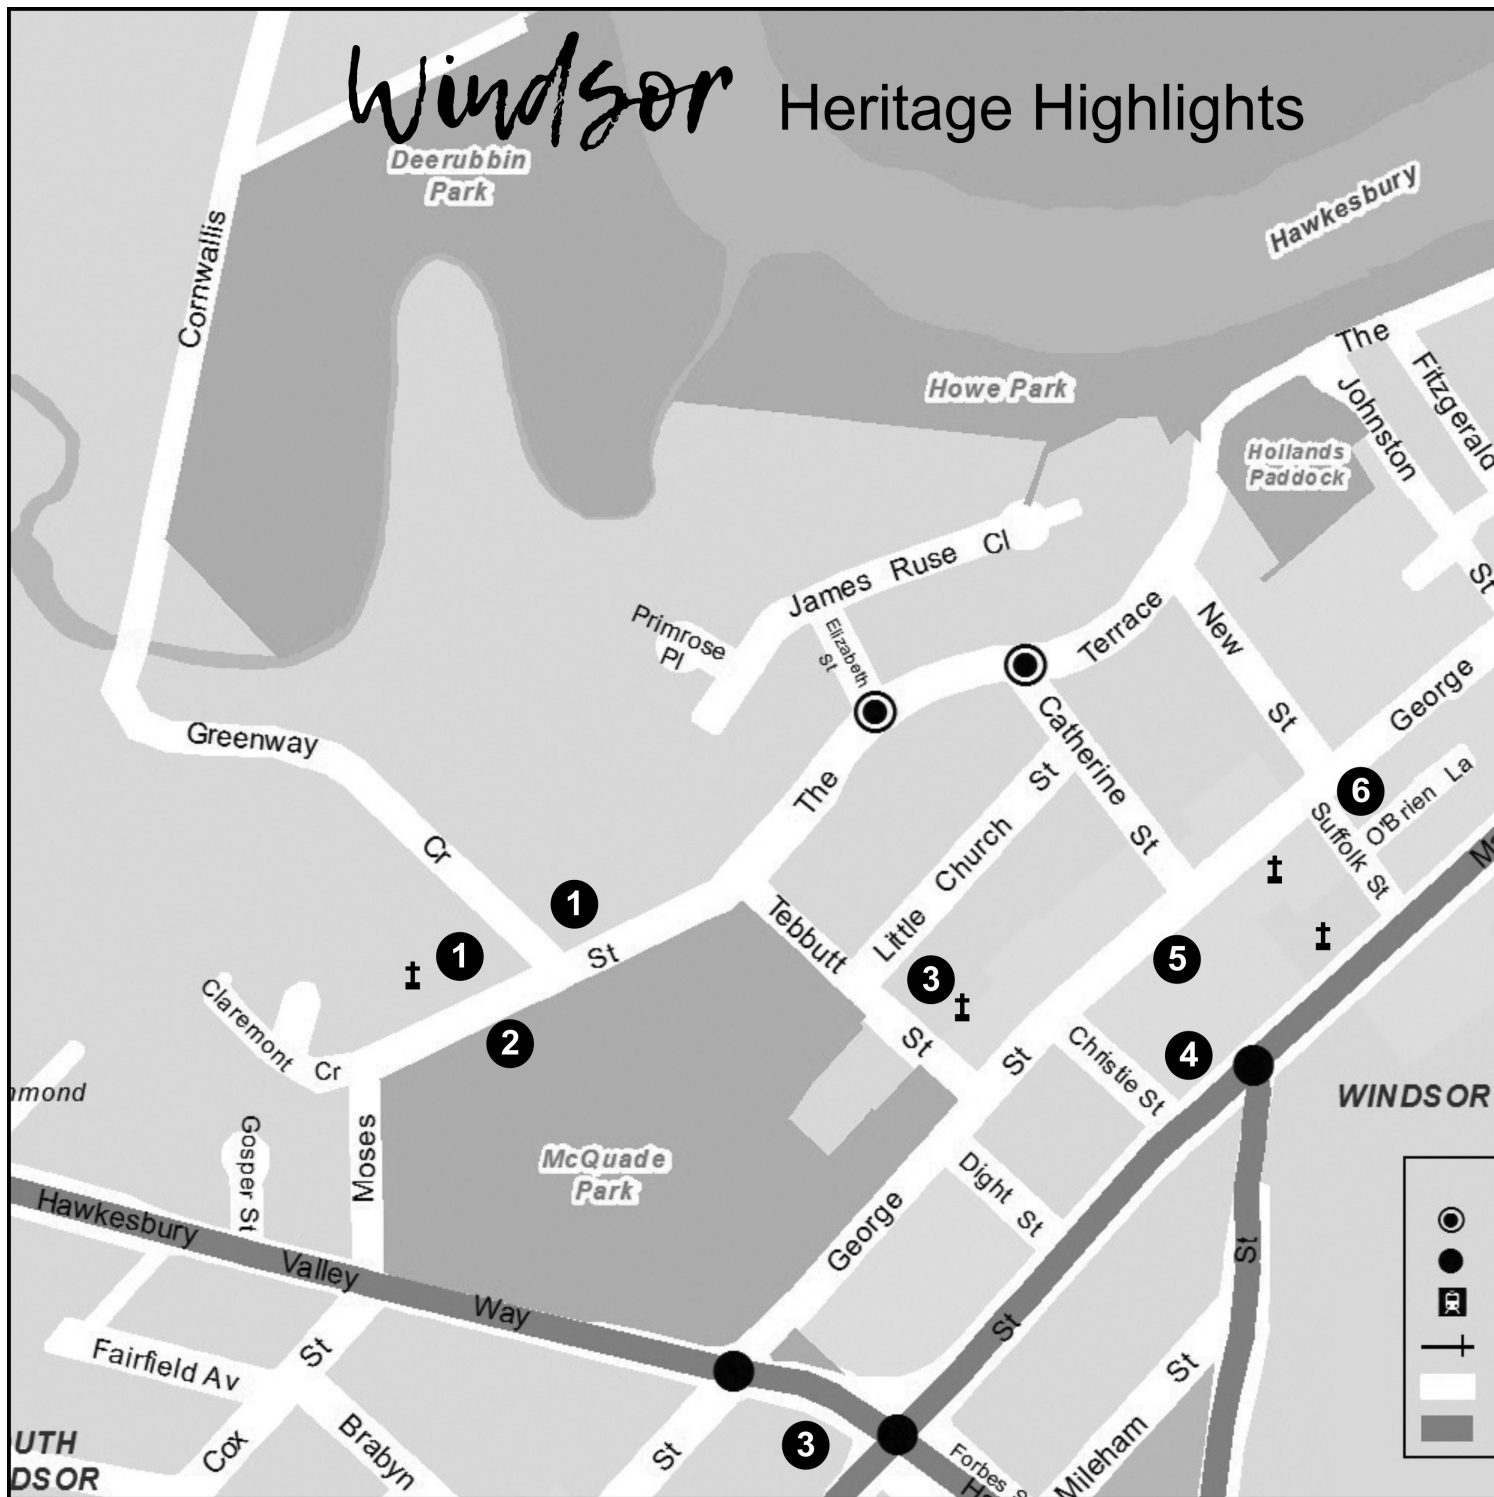 Windsor Heritage Highlights
Deerubbin
Park
Hawkesbury
Cornwallis
The
Fitzgerald
Johnston
St
Howe Park
Hollands
Paddock
James Ruse Cl
Primrose
Pl
Elizabeth
St
Terrace
New St
George
Catherine St
Greenway Cr
The
St
6
O'Brien La
Suffolk St
Little Church St
1
1
St
Tebbutt St
3
5
2
4
Claremont Cr
Christie St
St
WINDSOR
Gosper St
Moses
McQuade
Park
Dight St
George
St
Hawkesbury Valley Way
St
St
Fairfield Av
St
Cox
Brabyn
St
3
Forbes
Mileham
St